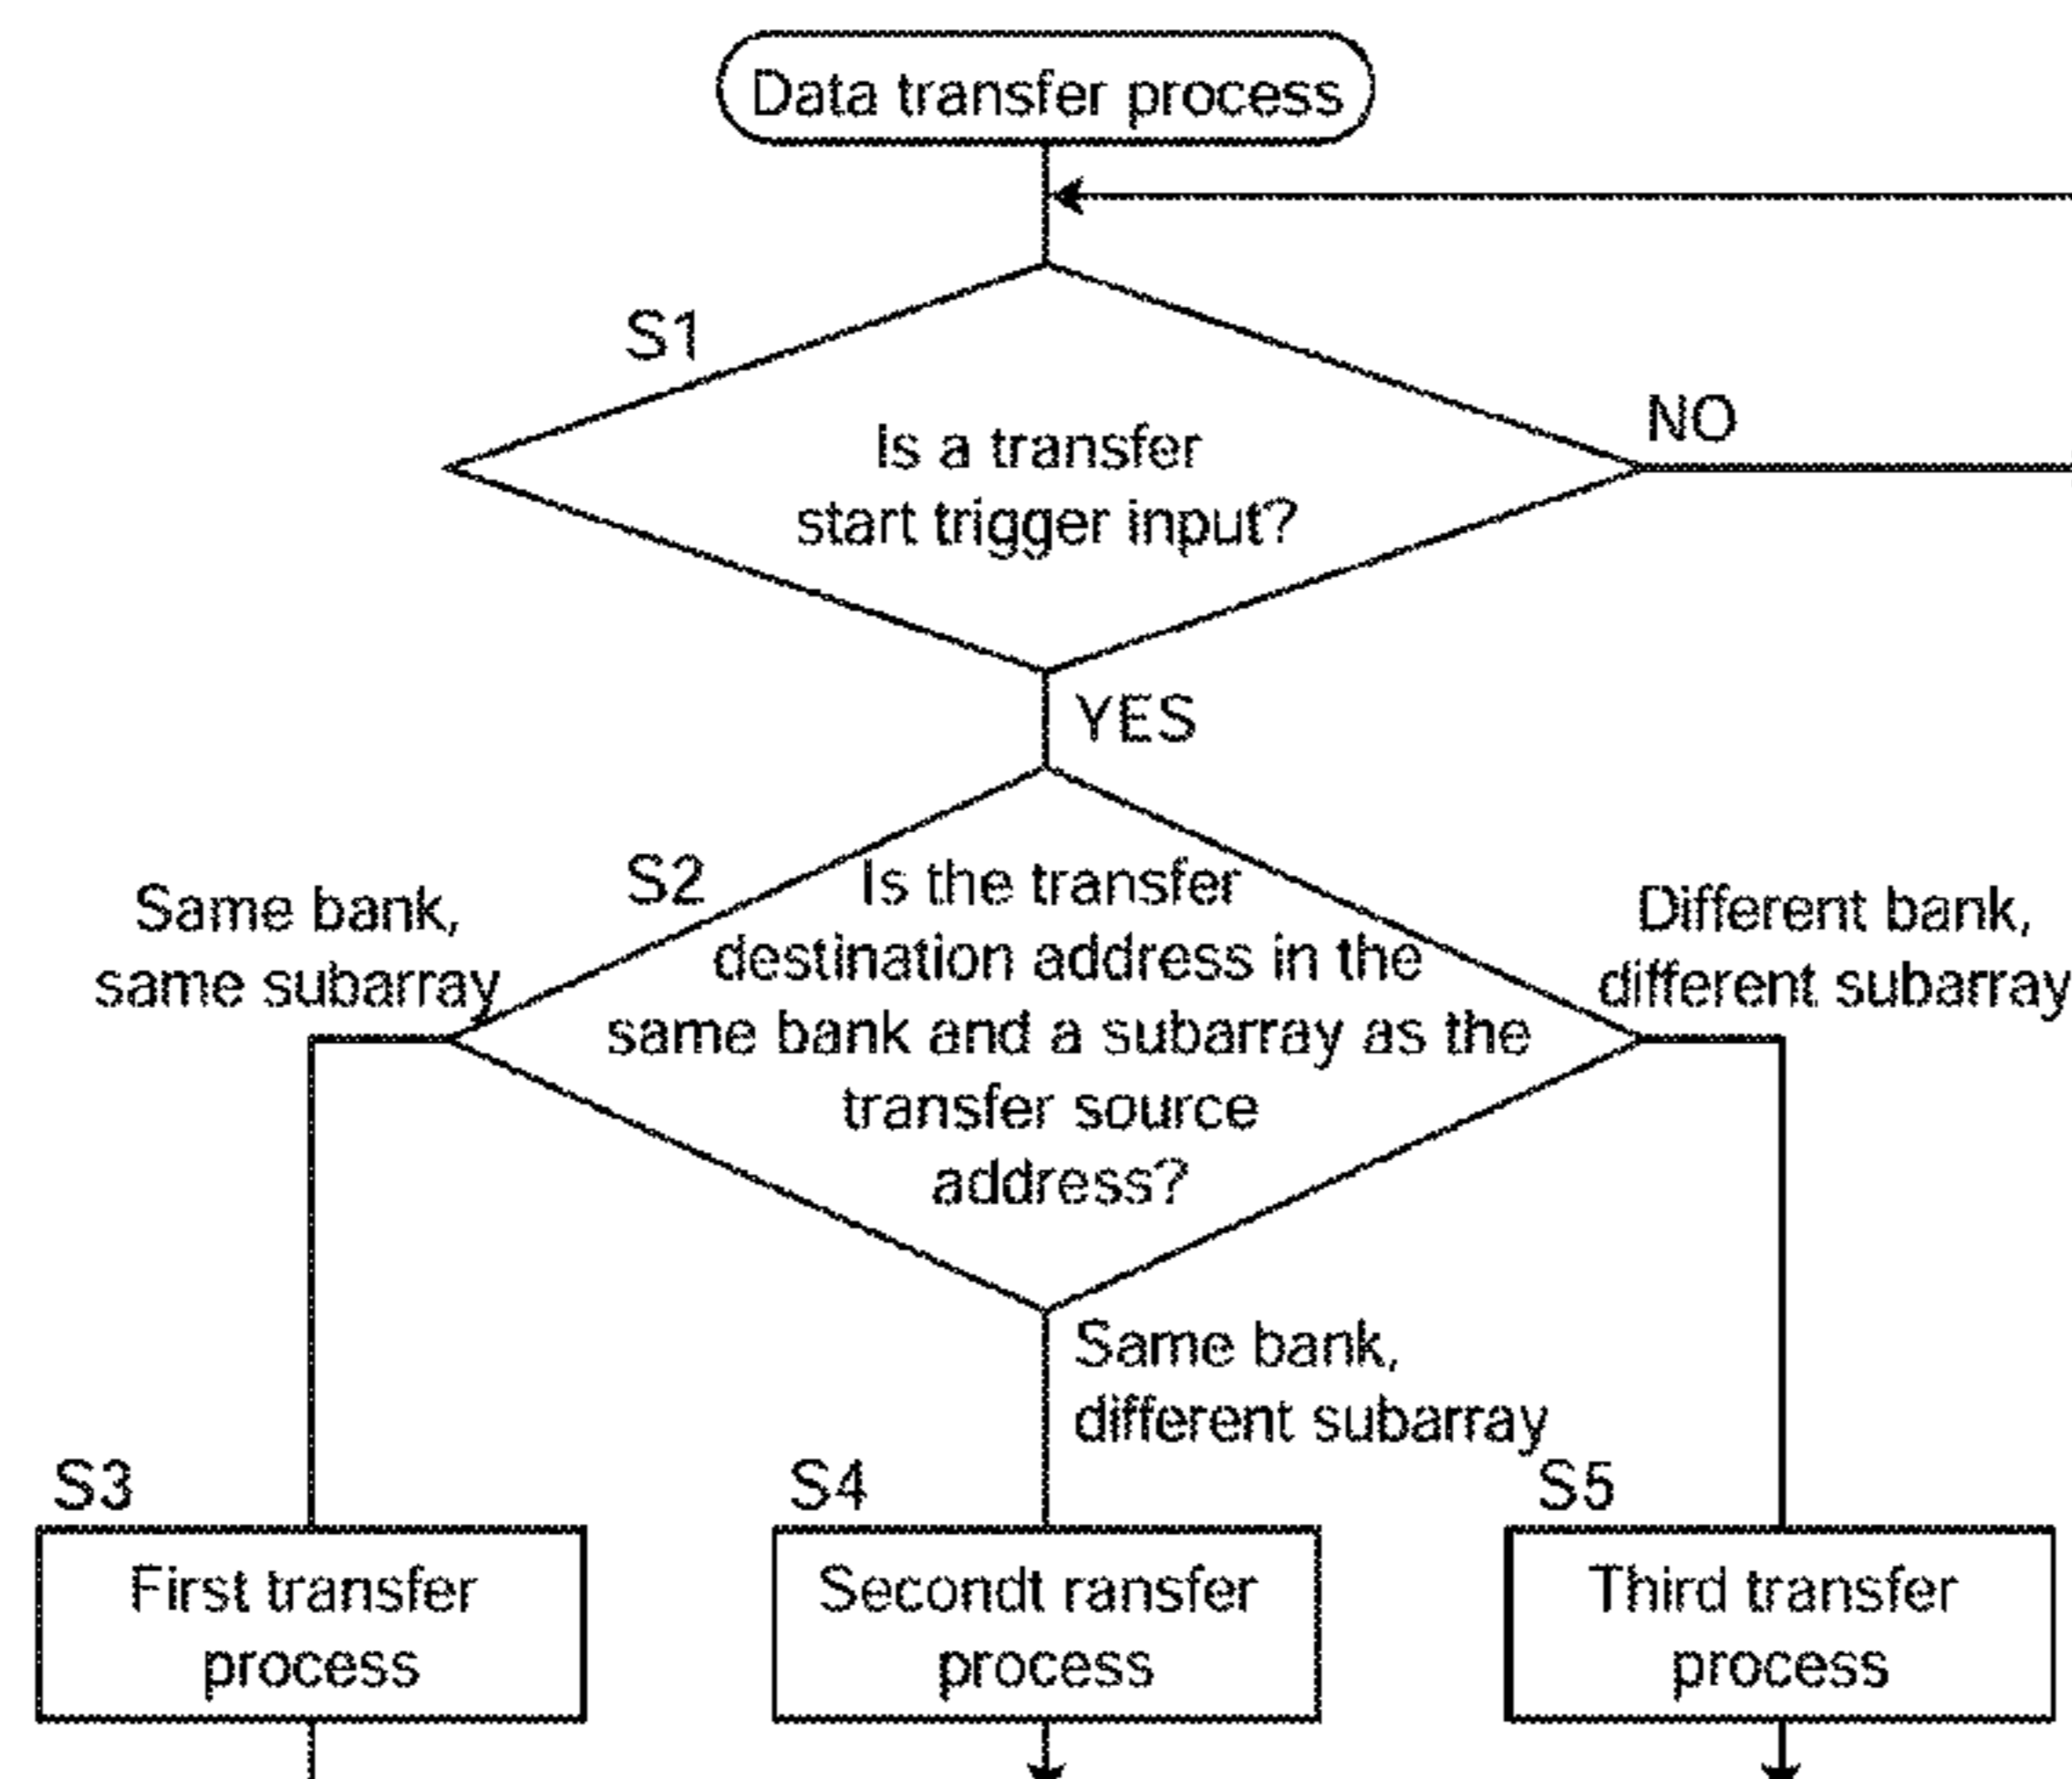 Data transfer process
S1
Is a transfer
start trigger input?
NO
YES
S2
Is the transfer
destination address in the
same bank and a subarray as the
transfer source
address?
Same bank,
same subarray
Different bank,
different subarray
Same bank,
different subarray
S3
First transfer
process
S4
Secondt ransfer
process
S5
Third transfer
process